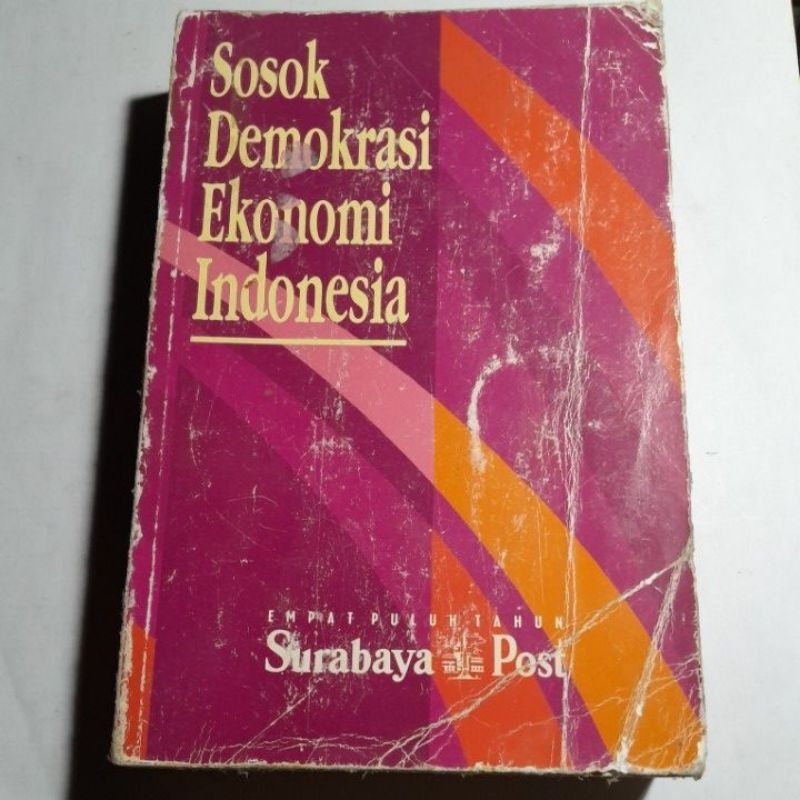 Sosok
Demokrasi
Ekonomi
Indonesia
EMPAT PULUH TAHUN
Surabaya Post